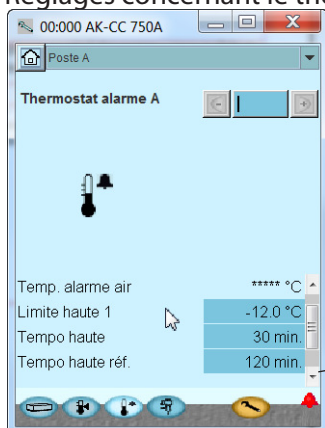 Réglages concernant le the
00:000 AK-CC 750A
Poste A
Thermostat alarme A
Temp. alarme air ***** °C
Limite haute 1 -12.0 °C
Tempo haute 30 min.
Tempo haute réf. 120 min.